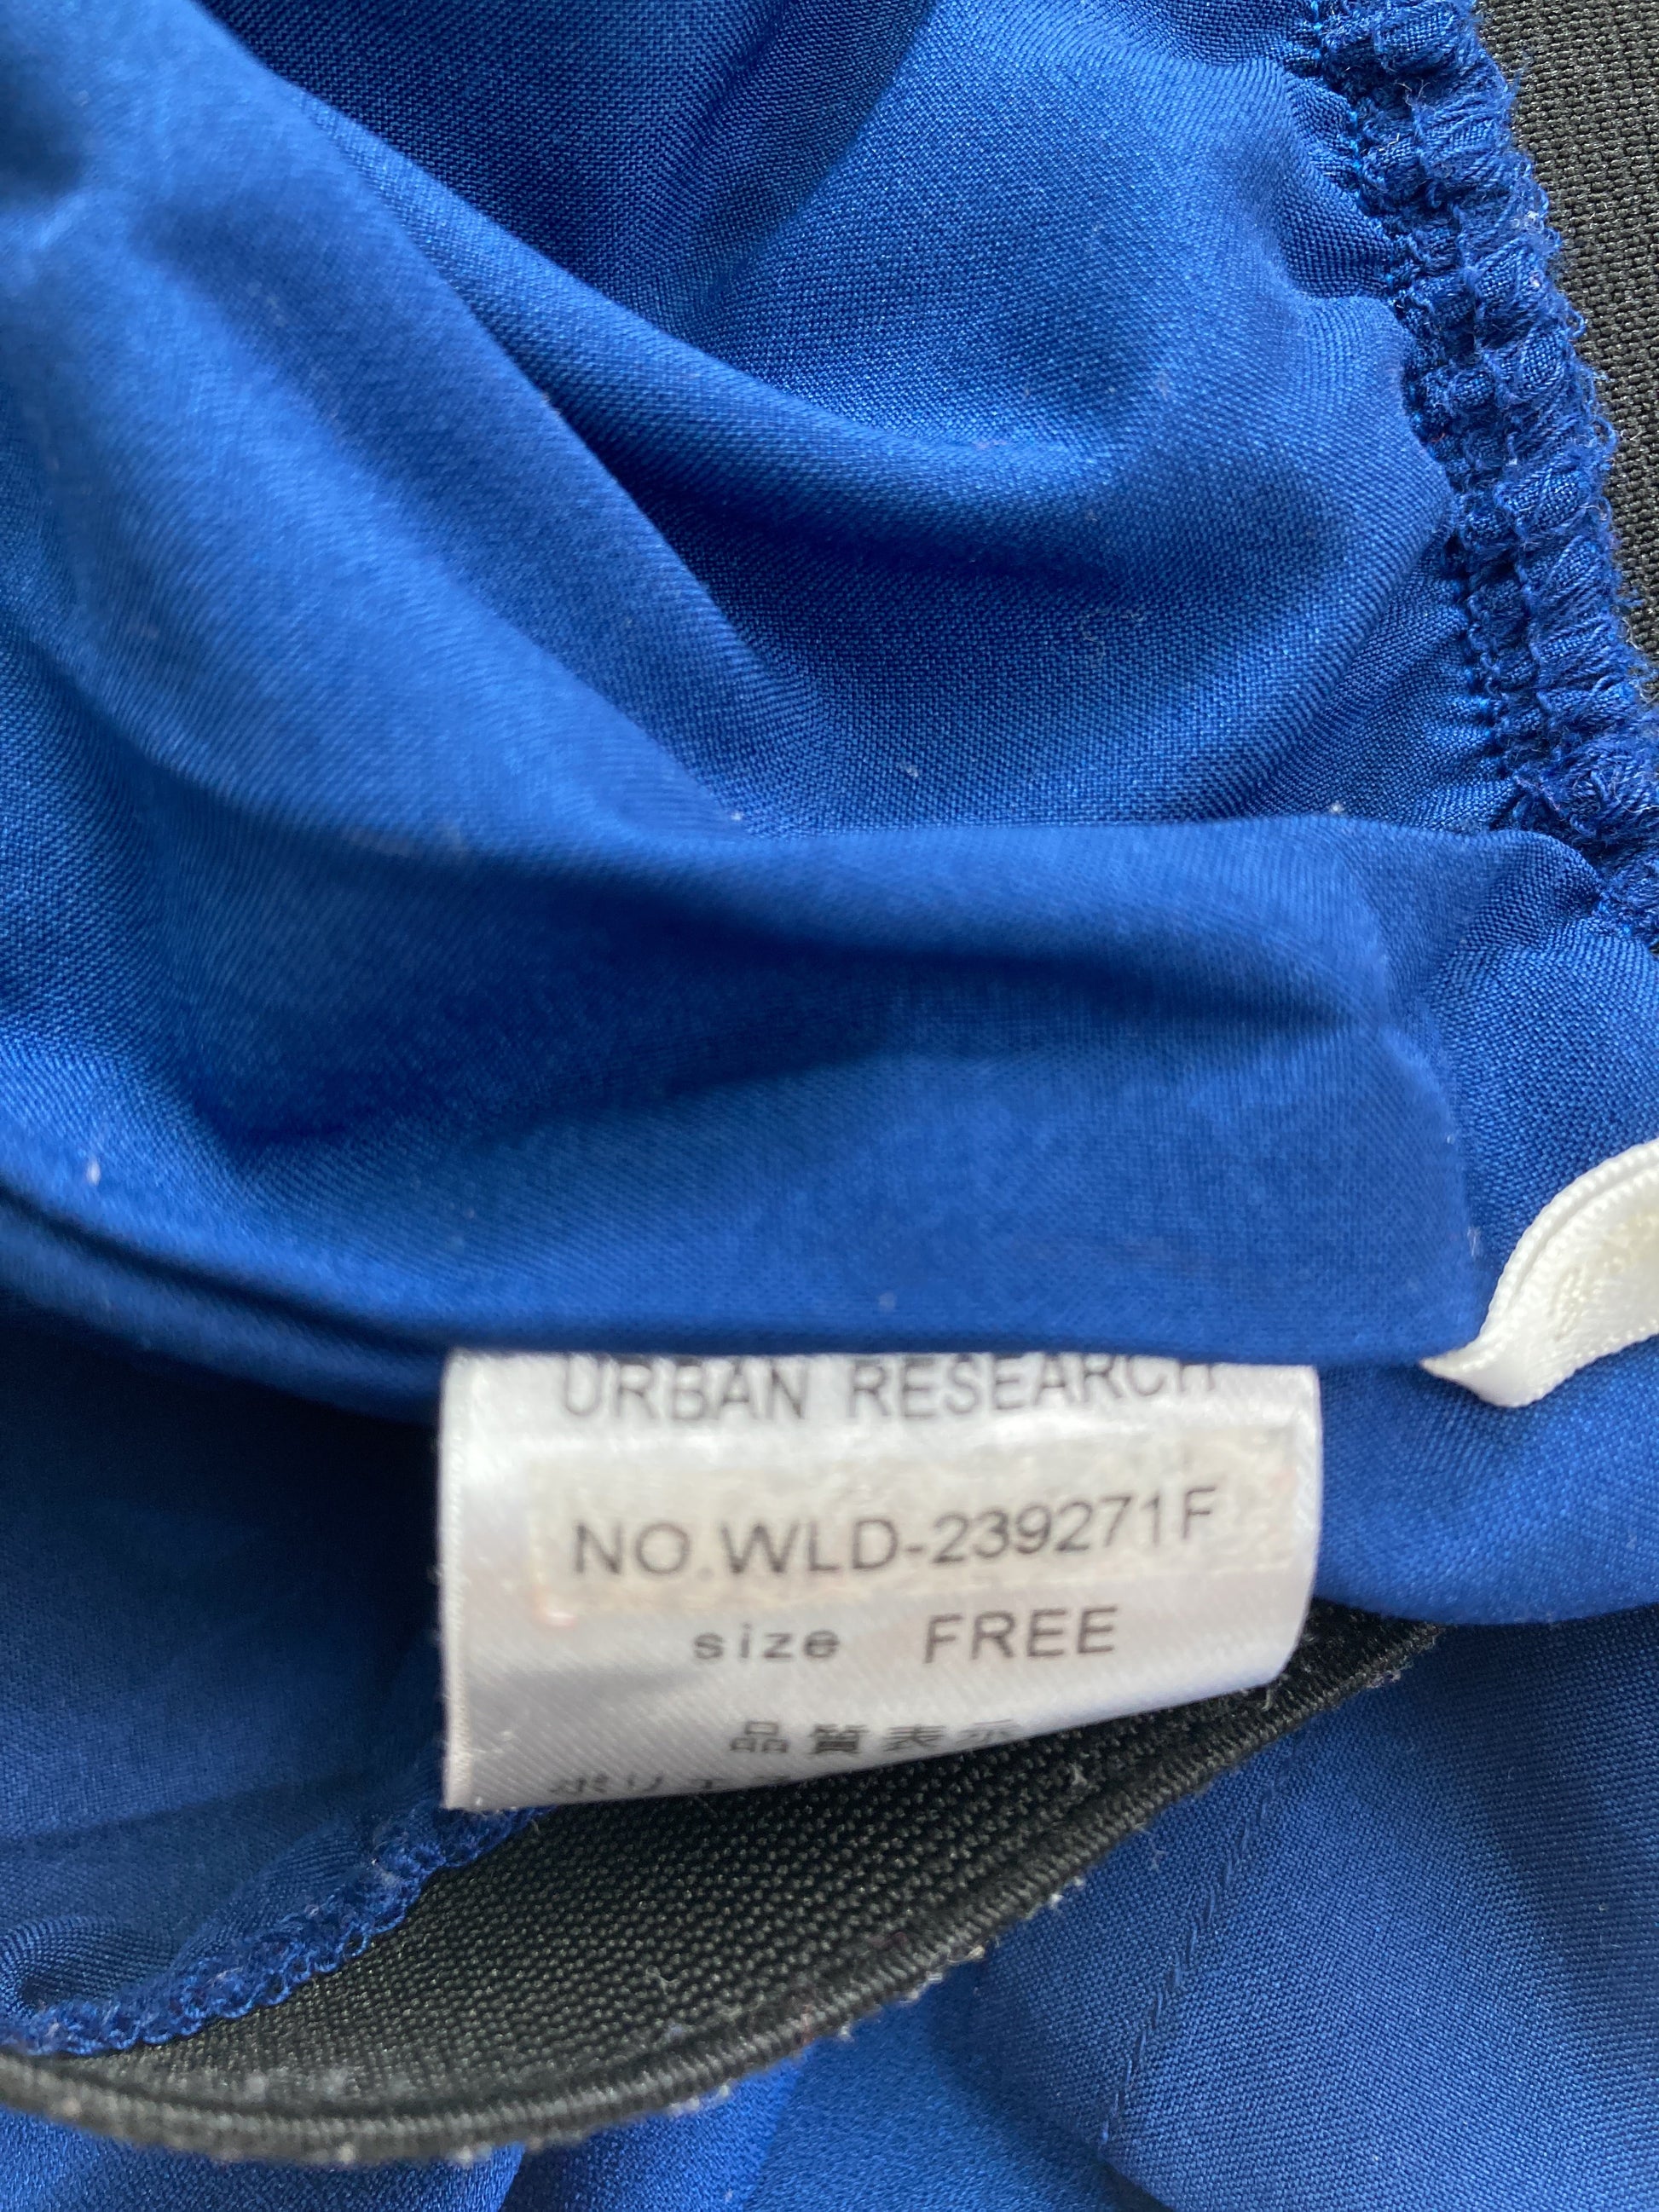 URBAN RESEARCH
NO.WLD-239271F
size FREE
品質表示